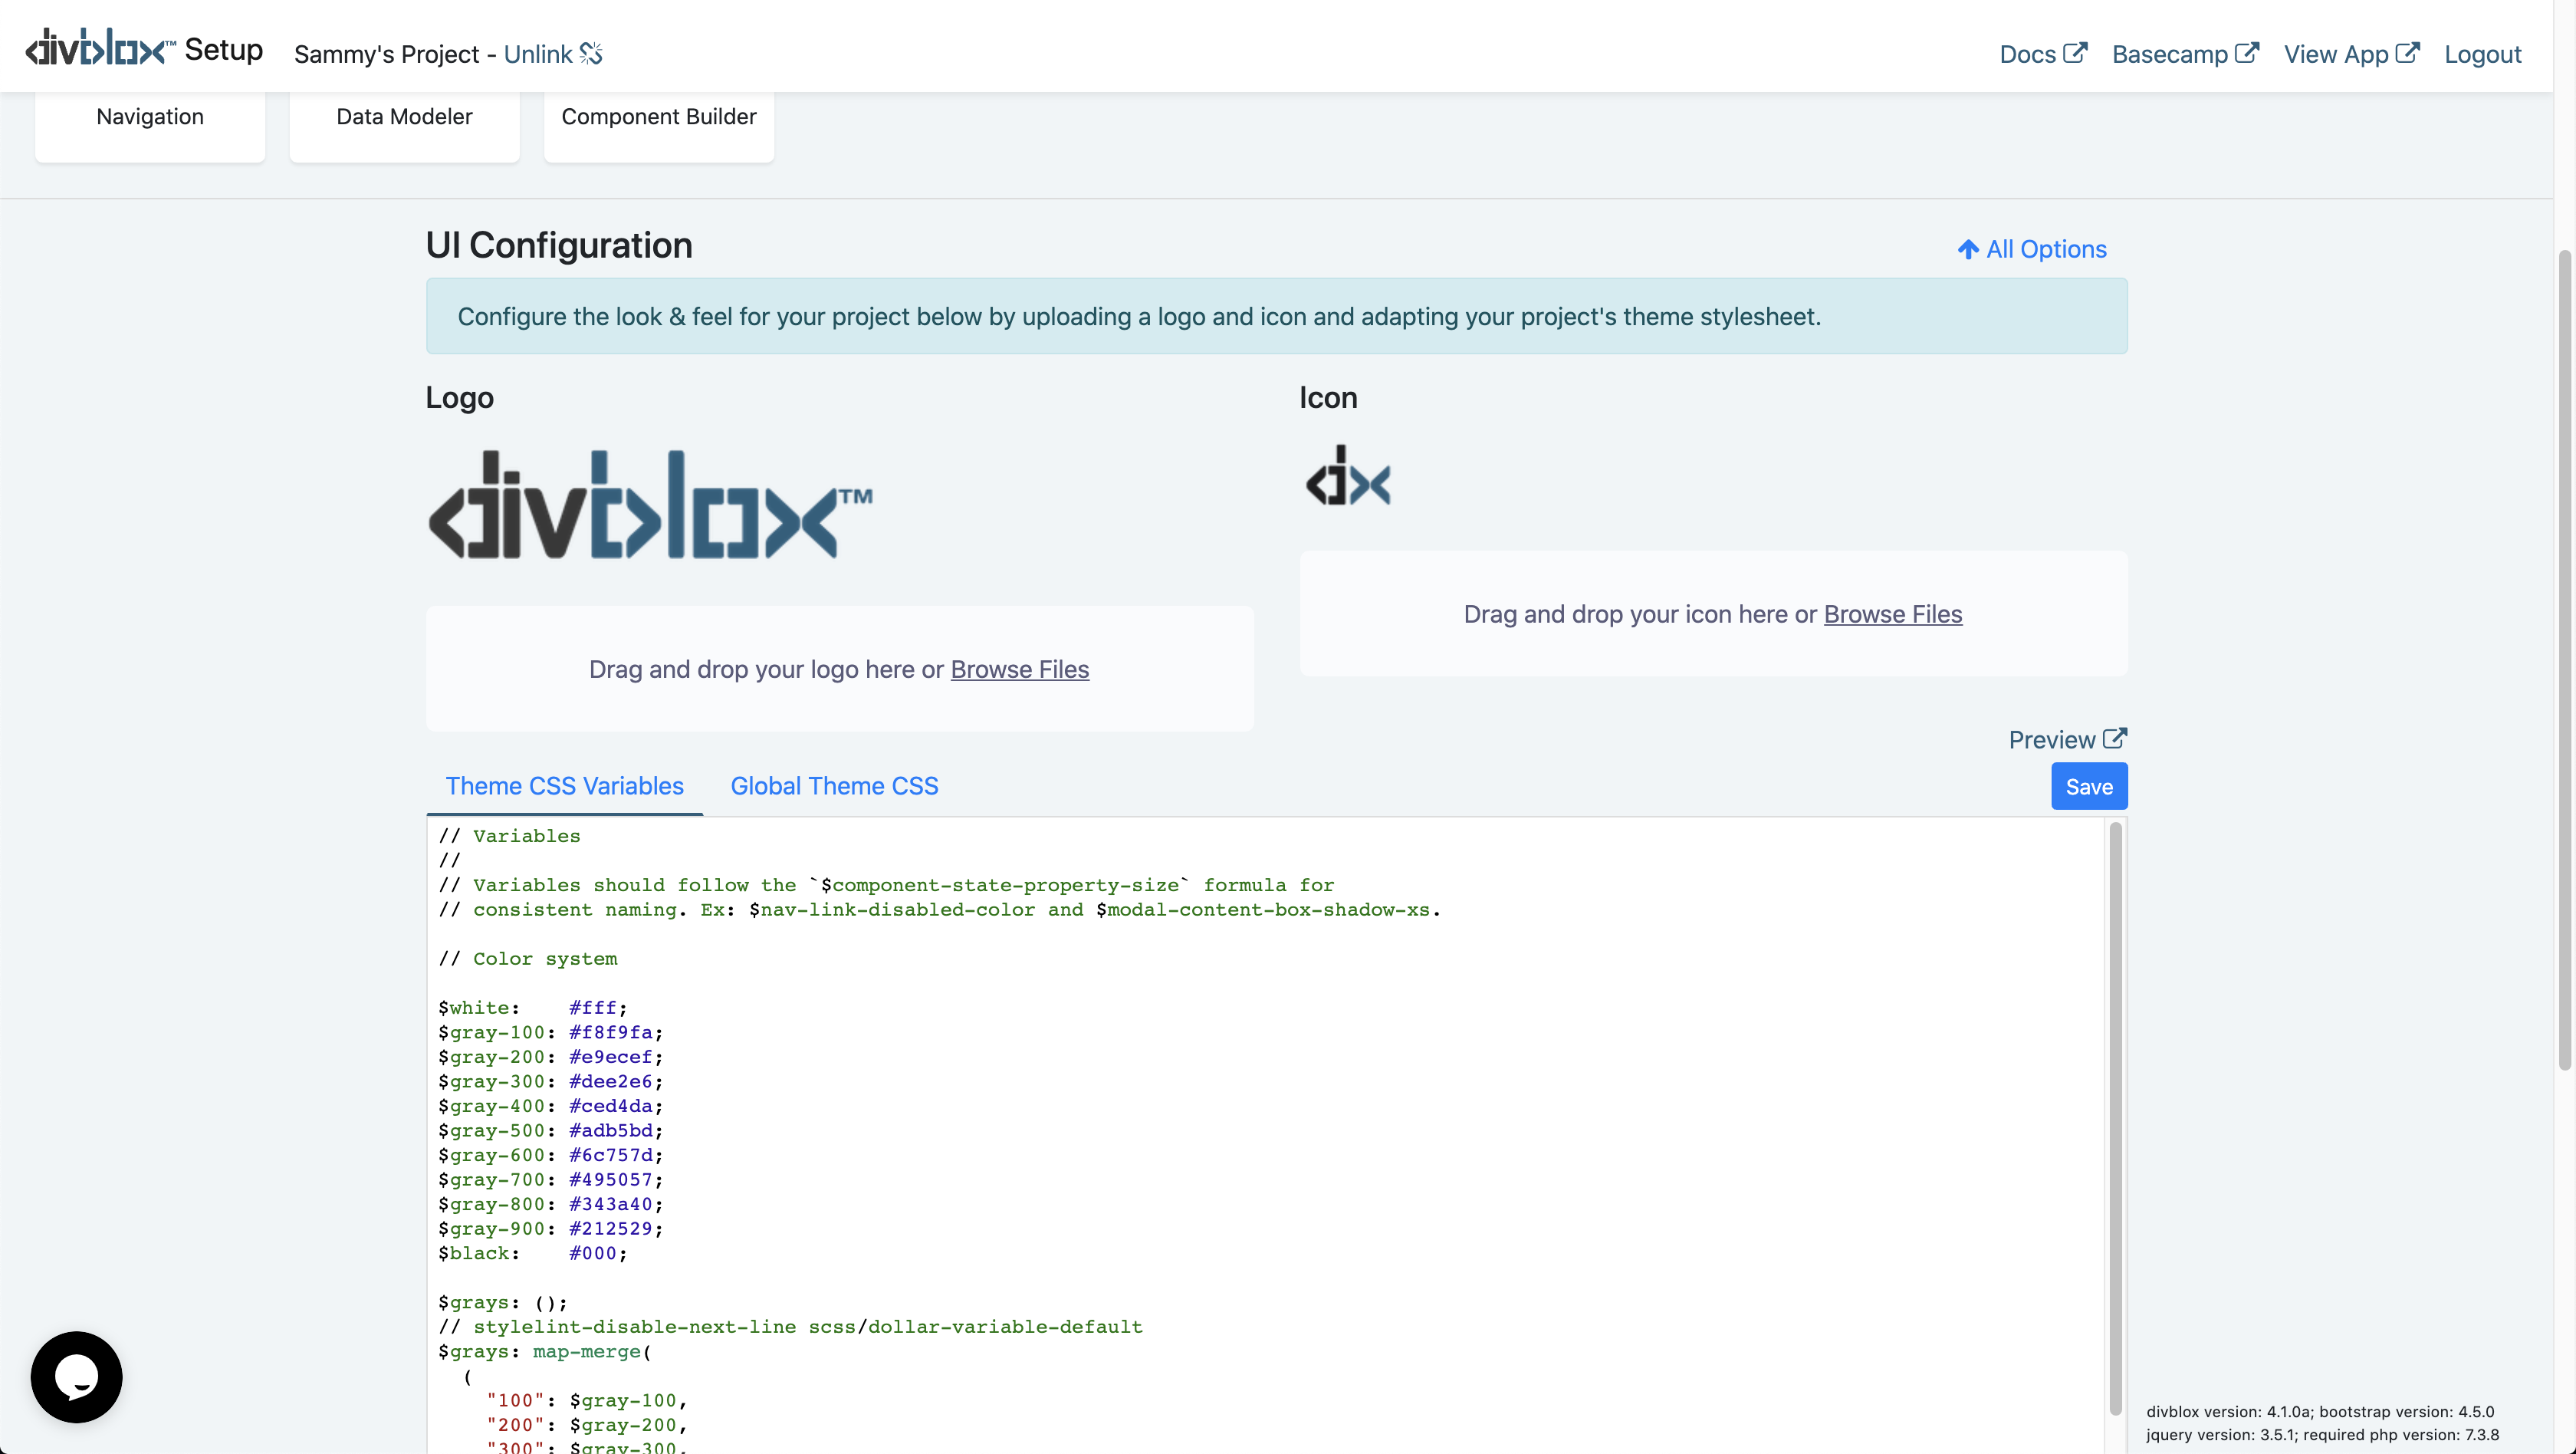 divblox™ Setup Sammy's Project - Unlink Docs Basecamp View App Logout
Navigation Data Modeler Component Builder
UI Configuration All Options
Configure the look & feel for your project below by uploading a logo and icon and adapting your project's theme stylesheet.
Logo Icon
divblox™ dx
Drag and drop your icon here or Browse Files
Drag and drop your logo here or Browse Files
Preview
Theme CSS Variables Global Theme CSS Save
// Variables
//
// Variables should follow the `$component-state-property-size` formula for
// consistent naming. Ex: $nav-link-disabled-color and $modal-content-box-shadow-xs.
// Color system
$white:    #fff;
$gray-100: #f8f9fa;
$gray-200: #e9ecef;
$gray-300: #dee2e6;
$gray-400: #ced4da;
$gray-500: #adb5bd;
$gray-600: #6c757d;
$gray-700: #495057;
$gray-800: #343a40;
$gray-900: #212529;
$black:    #000;
$grays: ();
// stylelint-disable-next-line scss/dollar-variable-default
$grays: map-merge(
  (
    "100": $gray-100,
    "200": $gray-200,
    "300": $gray-300,
divblox version: 4.1.0a; bootstrap version: 4.5.0
jquery version: 3.5.1; required php version: 7.3.8